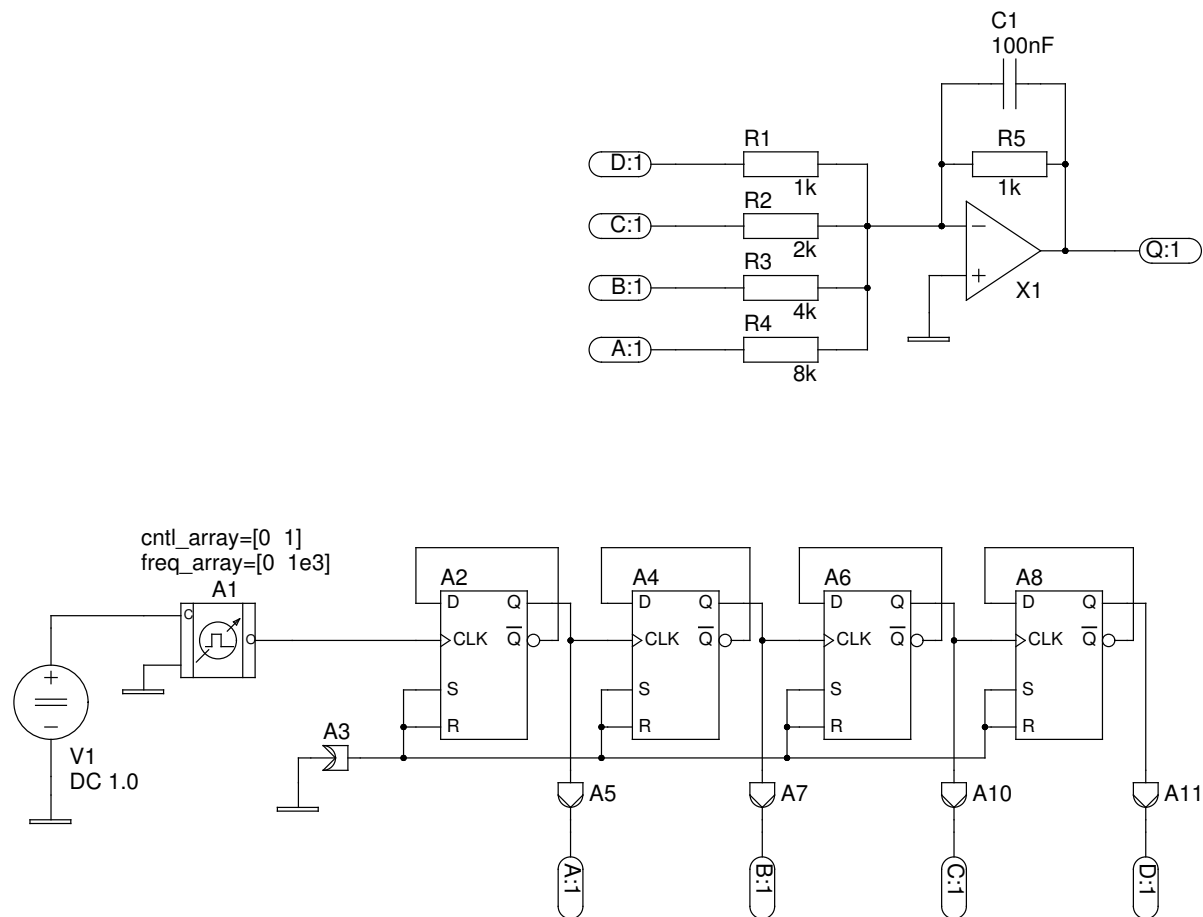 C1
100nF
R5
1k
D:1
R1
1k
C:1
R2
2k
B:1
R3
4k
A:1
R4
8k
−
+
X1
Q:1
cntl_array=[0 1]
freq_array=[0 1e3]
A1
C
O
+
−
V1
DC 1.0
A3
A2
D
Q
CLK
Q
S
R
A4
D
Q
CLK
Q
S
R
A6
D
Q
CLK
Q
S
R
A8
D
Q
CLK
Q
S
R
A5
A7
A10
A11
A:1
B:1
C:1
D:1